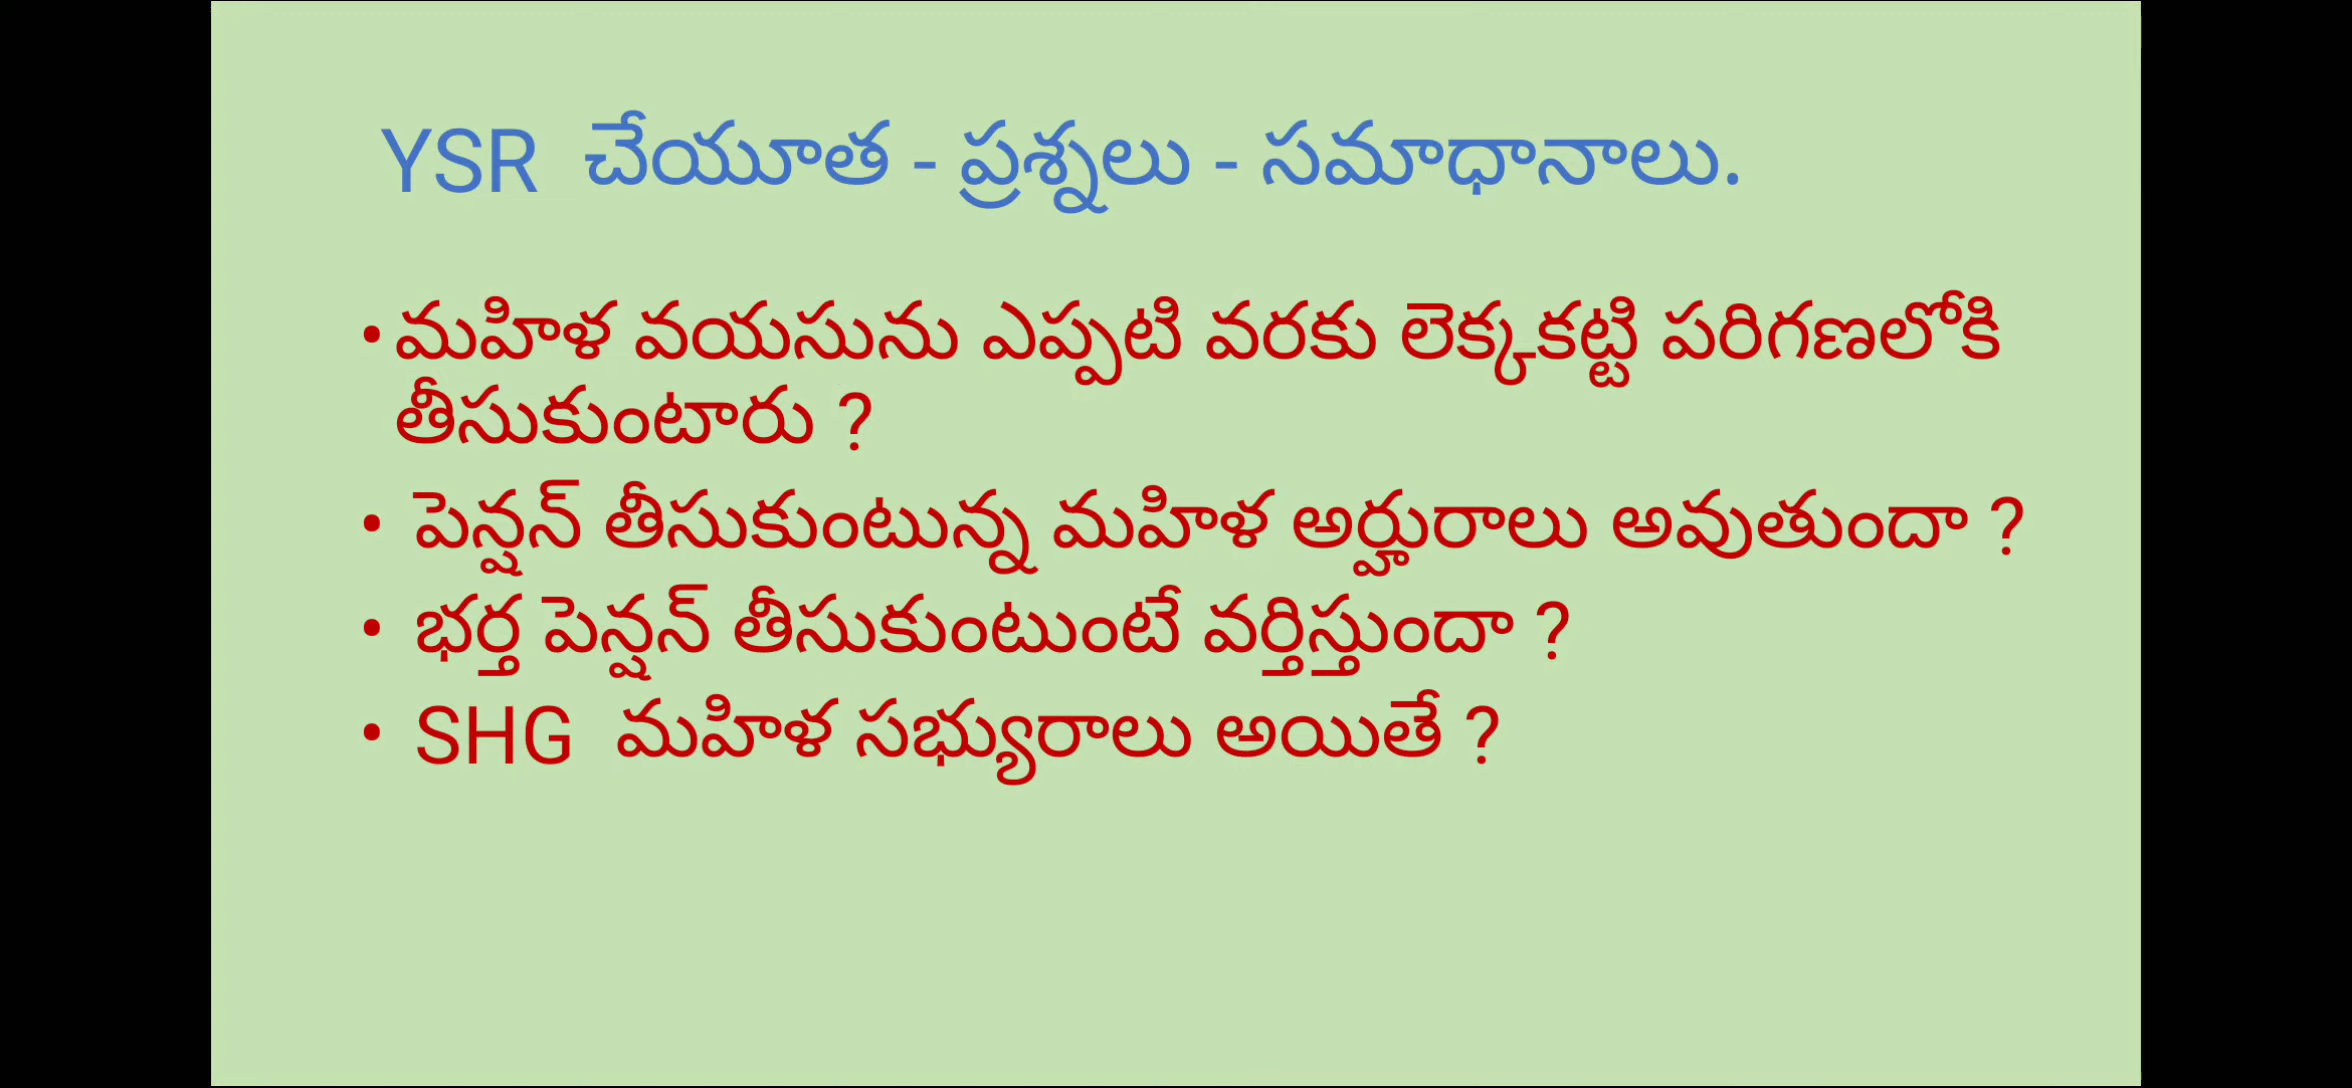 YSR చేయూత - ప్రశ్నలు - సమాధానాలు.
• మహిళ వయసును ఎప్పటి వరకు లెక్కకట్టి పరిగణలోకి
తీసుకుంటారు ?
• పెన్షన్ తీసుకుంటున్న మహిళ అర్హురాలు అవుతుందా ?
• భర్త పెన్షన్ తీసుకుంటుంటే వర్తిస్తుందా ?
• SHG మహిళ సభ్యురాలు అయితే ?